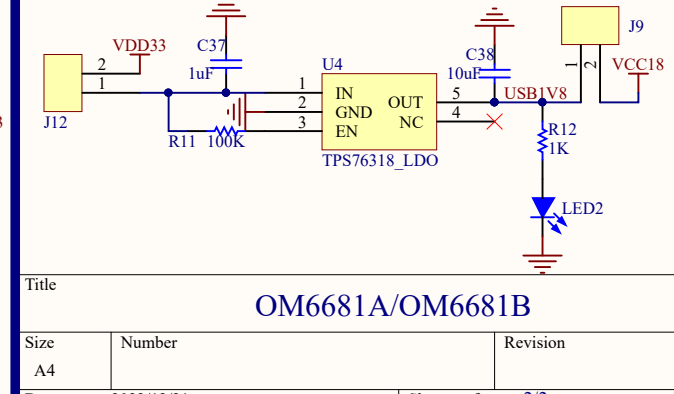 J9
C37
1uF
VDD33
2
1
J12
U4
C38
10uF
1
2
VCC18
1
2
3
IN
GND
EN
OUT
NC
5
4
USB1V8
R11
100K
TPS76318_LDO
R12
1K
LED2
Title
OM6681A/OM6681B
Size
Number
Revision
A4